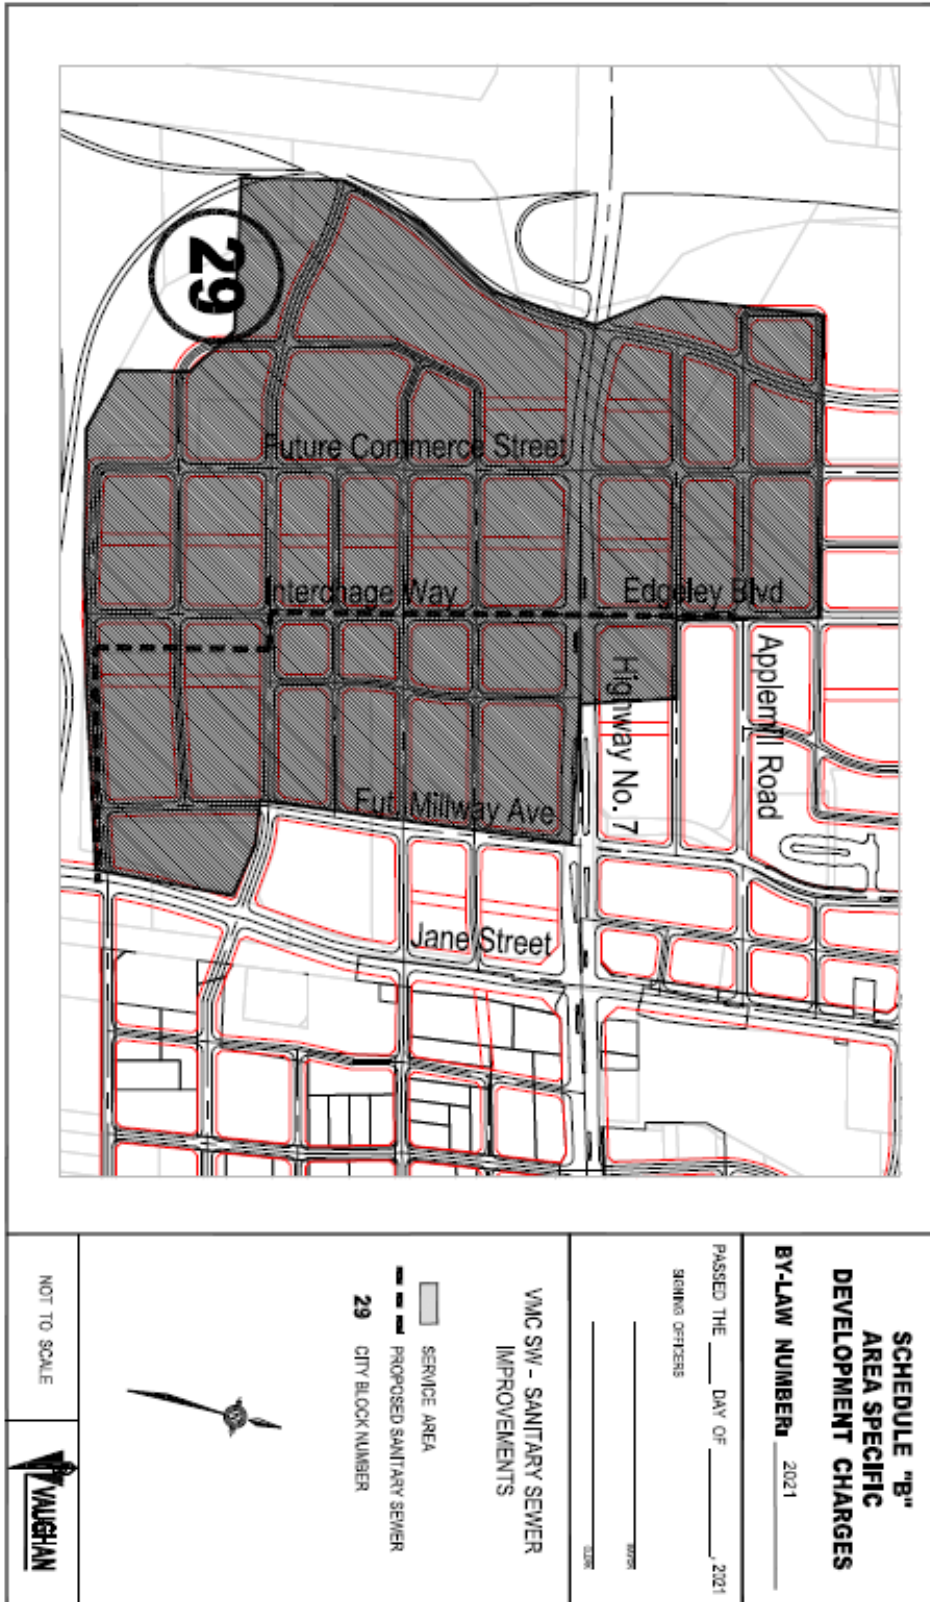 29
Future Commerce Street
Interchage Way
Edgeley Blvd
Applemill Road
Highway No. 7
Fut. Millway Ave
Jane Street
SCHEDULE "B"
AREA SPECIFIC
DEVELOPMENT CHARGES
BY-LAW NUMBER: 2021
PASSED THE ____ DAY OF ________, 2021
SIGNING OFFICERS
MAYOR
CLERK
VMC SW - SANITARY SEWER
IMPROVEMENTS
SERVICE AREA
PROPOSED SANITARY SEWER
29 CITY BLOCK NUMBER
NOT TO SCALE
VAUGHAN